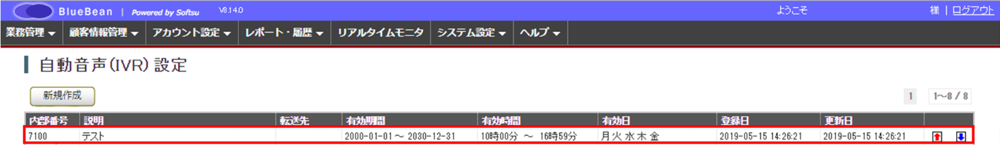 BlueBean | Powered by Softsu V8.14.0 ようこそ 様 | ログアウト
業務管理 ▼ 顧客情報管理 ▼ アカウント設定 ▼ レポート・履歴 ▼ リアルタイムモニタ システム設定 ▼ ヘルプ ▼
自動音声(IVR) 設定
新規作成 1 1～8 / 8
内部番号 説明 転送先 有効期間 有効時間 有効日 登録日 更新日
7100 テスト 2000-01-01 ～ 2030-12-31 10時00分 ～ 16時59分 月 火 水 木 金 2019-05-15 14:26:21 2019-05-15 14:26:21